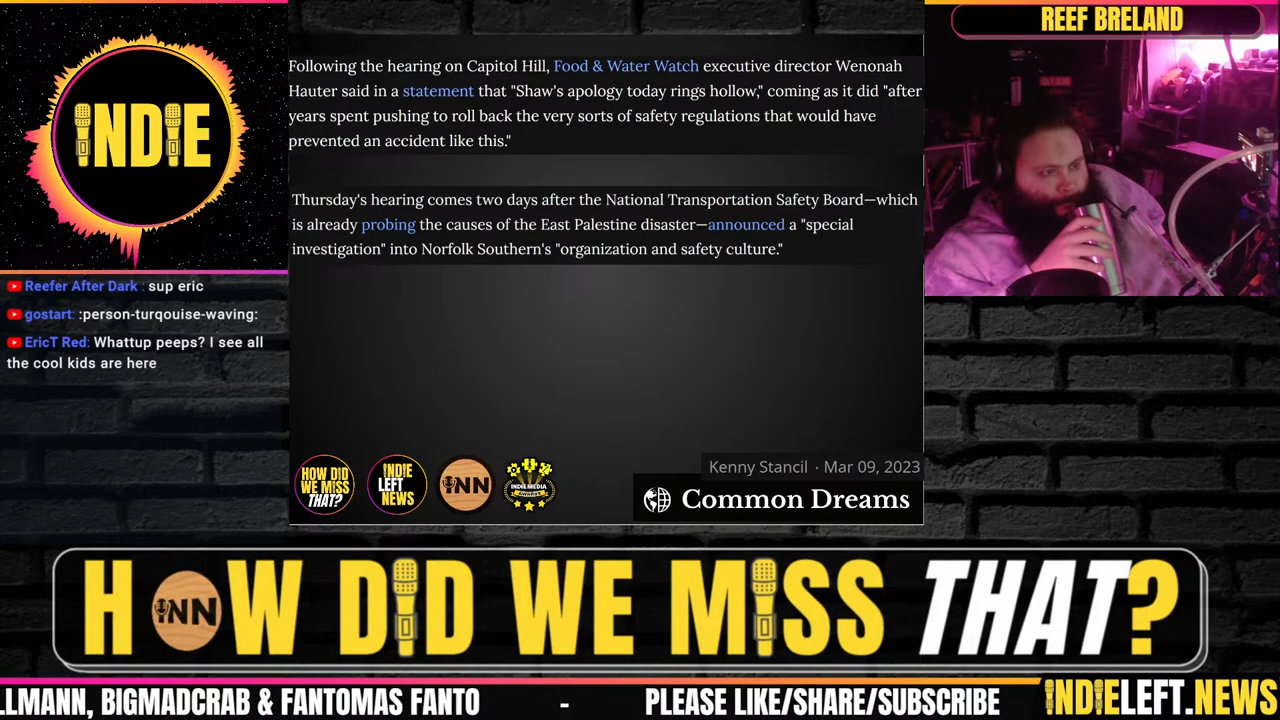 REEF BRELAND
INDIE
Following the hearing on Capitol Hill, Food & Water Watch executive director Wenonah
Hauter said in a statement that "Shaw's apology today rings hollow," coming as it did "after
years spent pushing to roll back the very sorts of safety regulations that would have
prevented an accident like this."
Thursday's hearing comes two days after the National Transportation Safety Board—which
is already probing the causes of the East Palestine disaster—announced a "special
investigation" into Norfolk Southern's "organization and safety culture."
Reefer After Dark : sup eric
gostart: :person-turqouise-waving:
EricT Red: Whattup peeps? I see all
the cool kids are here
HOW DID
WE MISS
THAT?
INDIE
LEFT
NEWS
INN
INDIE MEDIA
AWARDS
Kenny Stancil · Mar 09, 2023
Common Dreams
HOW DID WE MISS THAT?
INN
LLMANN, BIGMADCRAB & FANTOMAS FANTO - PLEASE LIKE/SHARE/SUBSCRIBE
INDIELEFT.NEWS